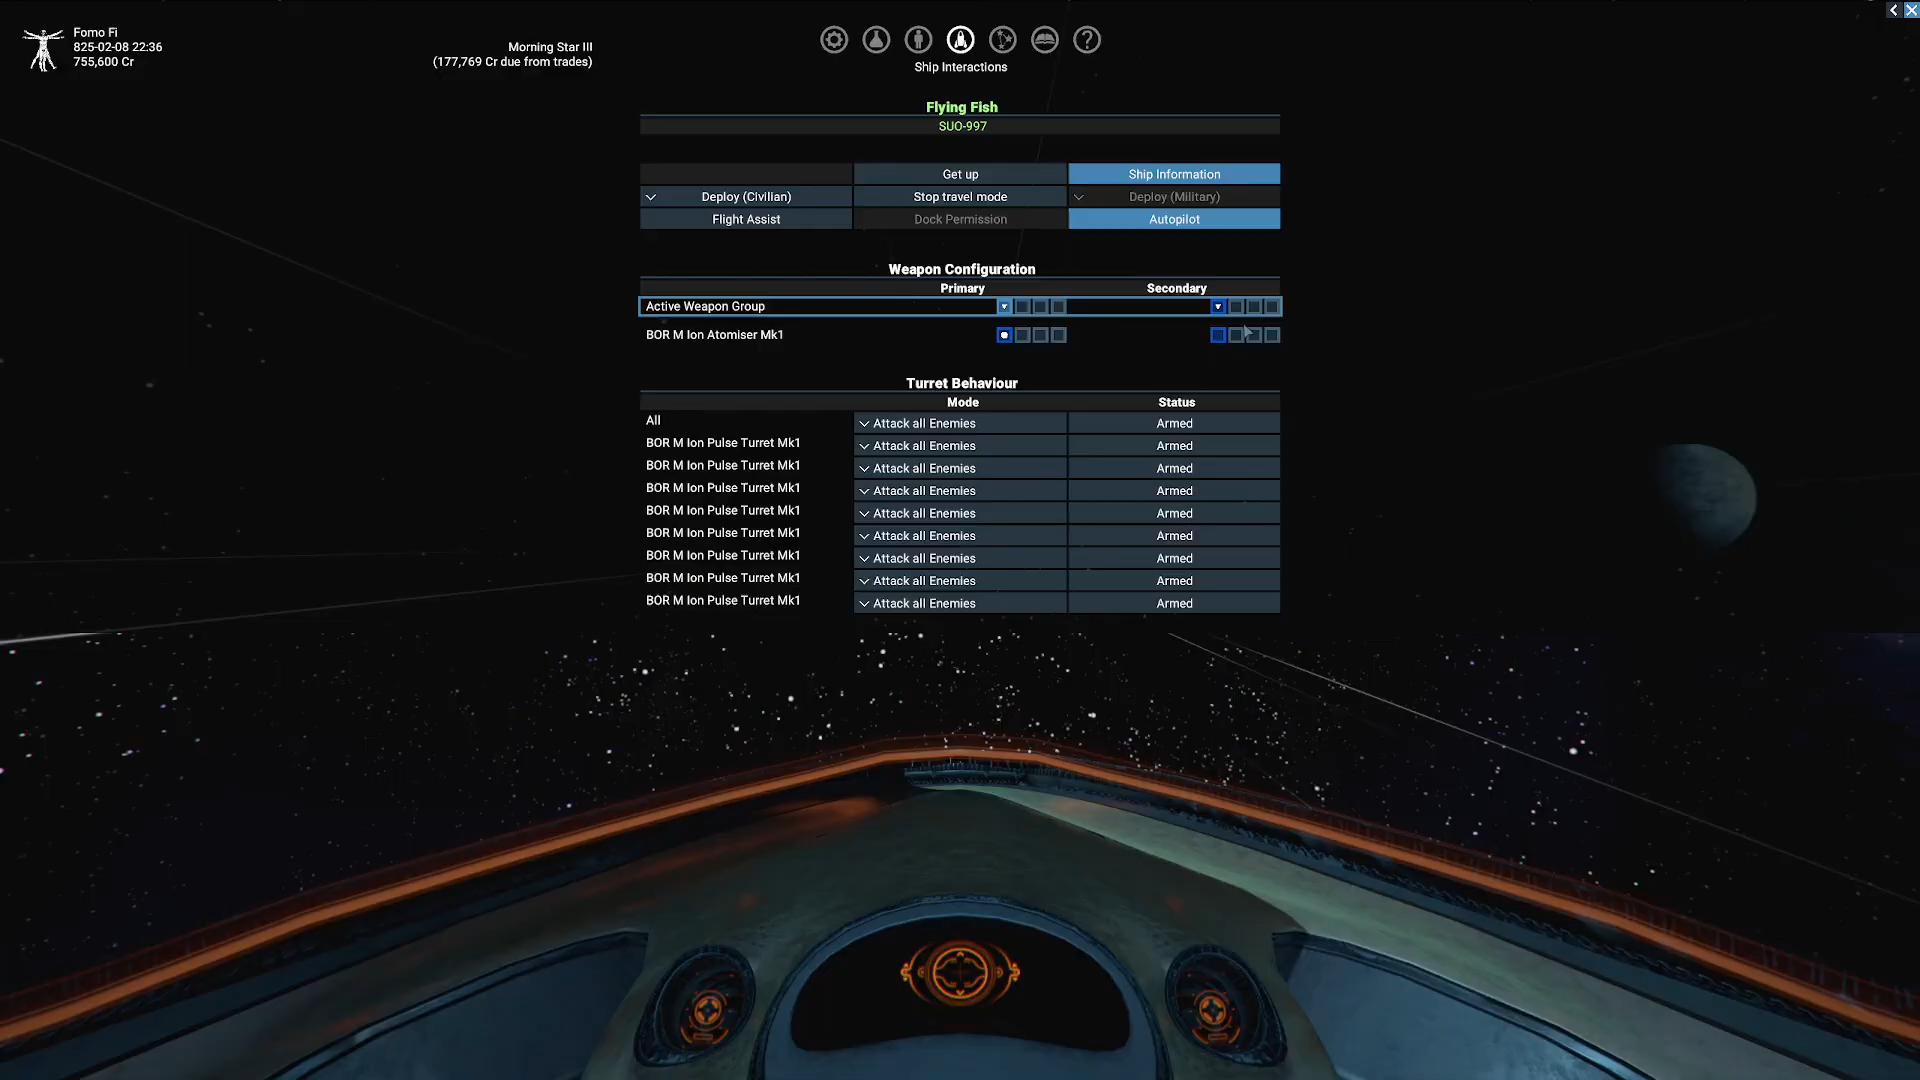 Fomo Fi
825-02-08 22:36
755,600 Cr
Morning Star III
(177,769 Cr due from trades)
Ship Interactions
Flying Fish
SUO-997
Get up
Ship Information
Deploy (Civilian)
Stop travel mode
Deploy (Military)
Flight Assist
Dock Permission
Autopilot
Weapon Configuration
Primary
Secondary
Active Weapon Group
BOR M Ion Atomiser Mk1
Turret Behaviour
Mode
Status
All
Attack all Enemies
Armed
BOR M Ion Pulse Turret Mk1
Attack all Enemies
Armed
BOR M Ion Pulse Turret Mk1
Attack all Enemies
Armed
BOR M Ion Pulse Turret Mk1
Attack all Enemies
Armed
BOR M Ion Pulse Turret Mk1
Attack all Enemies
Armed
BOR M Ion Pulse Turret Mk1
Attack all Enemies
Armed
BOR M Ion Pulse Turret Mk1
Attack all Enemies
Armed
BOR M Ion Pulse Turret Mk1
Attack all Enemies
Armed
BOR M Ion Pulse Turret Mk1
Attack all Enemies
Armed